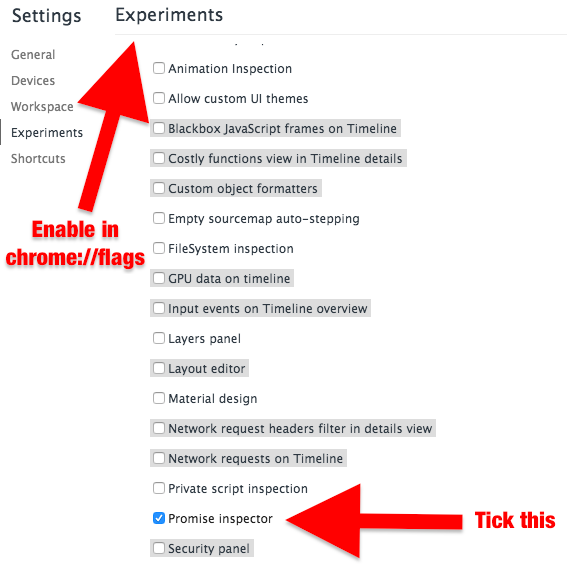 Settings
Experiments
General
Devices
Workspace
Experiments
Shortcuts
Animation Inspection
Allow custom UI themes
Blackbox JavaScript frames on Timeline
Costly functions view in Timeline details
Custom object formatters
Empty sourcemap auto-stepping
FileSystem inspection
GPU data on timeline
Input events on Timeline overview
Layers panel
Layout editor
Material design
Network request headers filter in details view
Network requests on Timeline
Private script inspection
Promise inspector
Security panel
Enable in
chrome://flags
Tick this